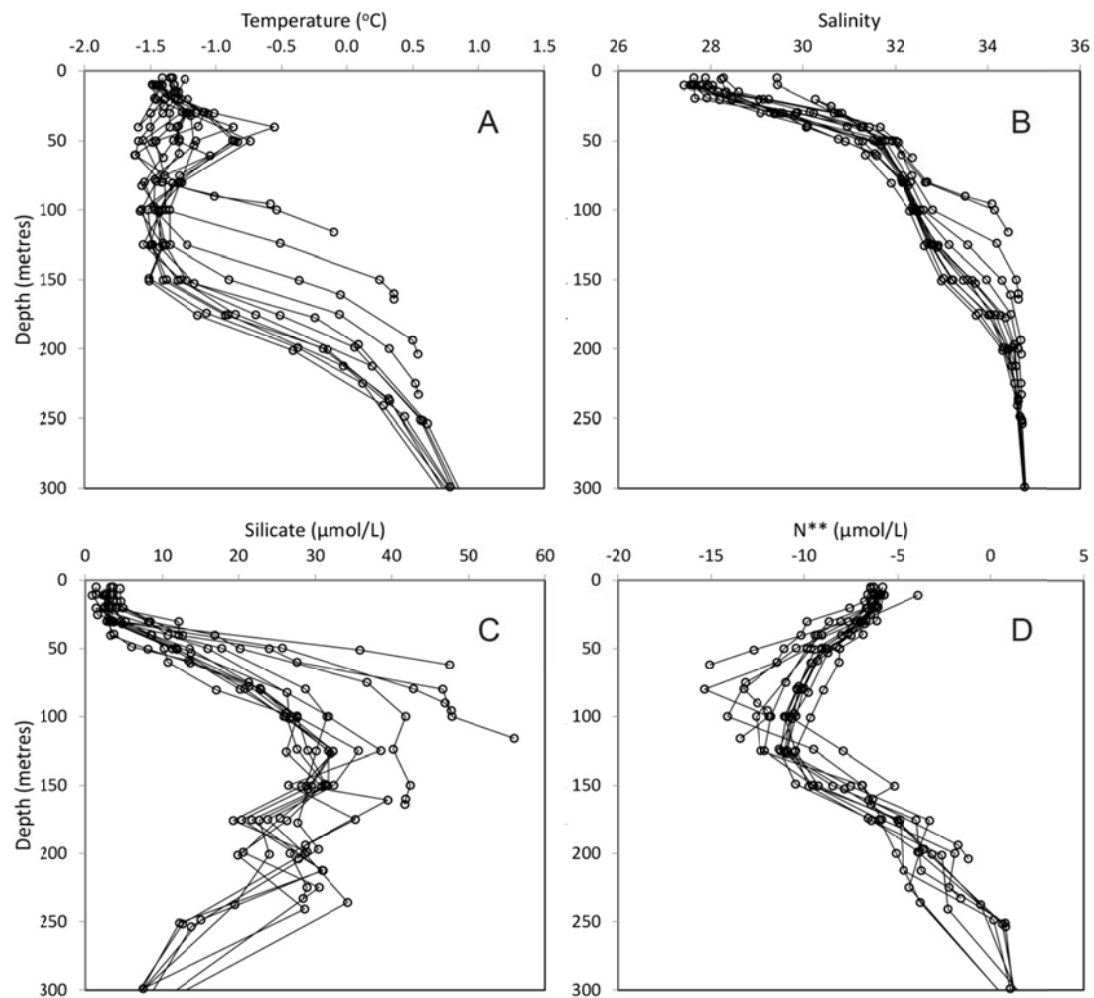 Temperature (°C)
-2.0 -1.5 -1.0 -0.5 0.0 0.5 1.0 1.5
0
50
100
150
200
250
300
Depth (metres)
A
Salinity
26 28 30 32 34 36
0
50
100
150
200
250
300
B
Silicate (μmol/L)
0 10 20 30 40 50 60
0
50
100
150
200
250
300
Depth (metres)
C
N** (μmol/L)
-20 -15 -10 -5 0 5
0
50
100
150
200
250
300
D